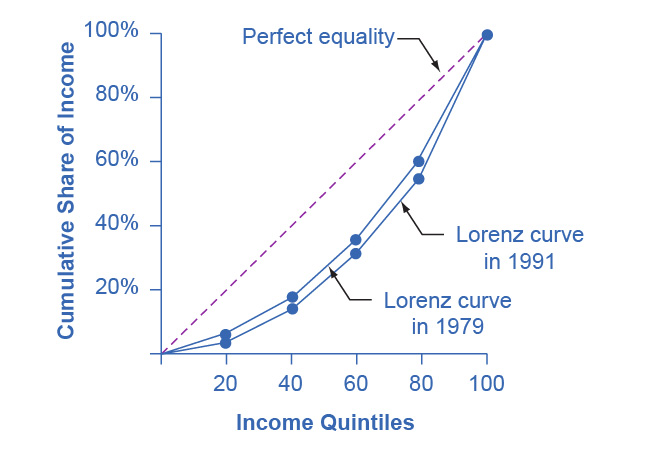 100%
Perfect equality
80%
60%
40%
20%
Cumulative Share of Income
Lorenz curve
in 1991
Lorenz curve
in 1979
20 40 60 80 100
Income Quintiles